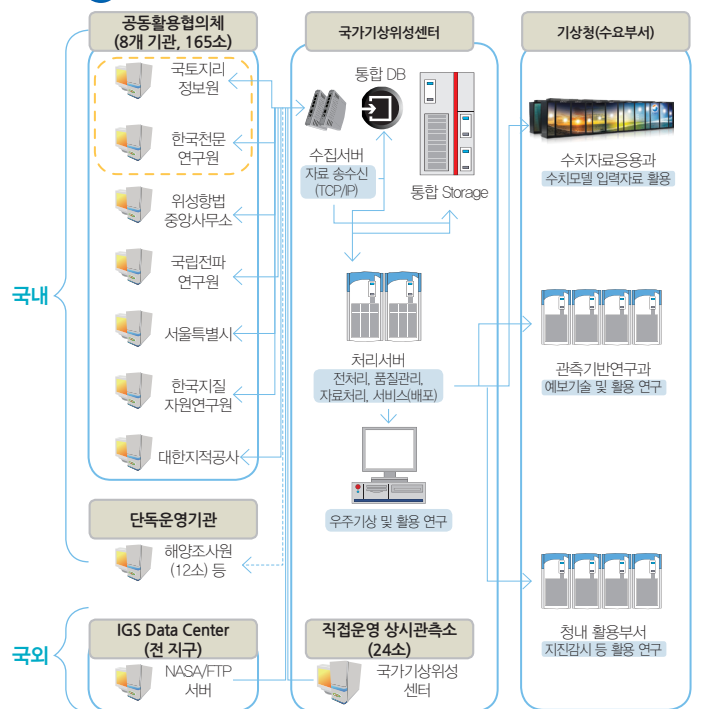 공동활용협의체
(8개 기관, 165소)
국토지리
정보원
한국천문
연구원
위성항법
중앙사무소
국립전파
연구원
서울특별시
한국지질
자원연구원
대한지적공사
단독운영기관
해양조사원
(12소) 등
국내
국외
IGS Data Center
(전 지구)
NASA/FTP
서버
국가기상위성센터
통합 DB
수집서버
자료 송수신
(TCP/IP)
통합 Storage
처리서버
전처리, 품질관리,
자료처리, 서비스(배포)
우주기상 및 활용 연구
직접운영 상시관측소
(24소)
국가기상위성
센터
기상청(수요부서)
수치자료응용과
수치모델 입력자료 활용
관측기반연구과
예보기술 및 활용 연구
청내 활용부서
지진감시 등 활용 연구